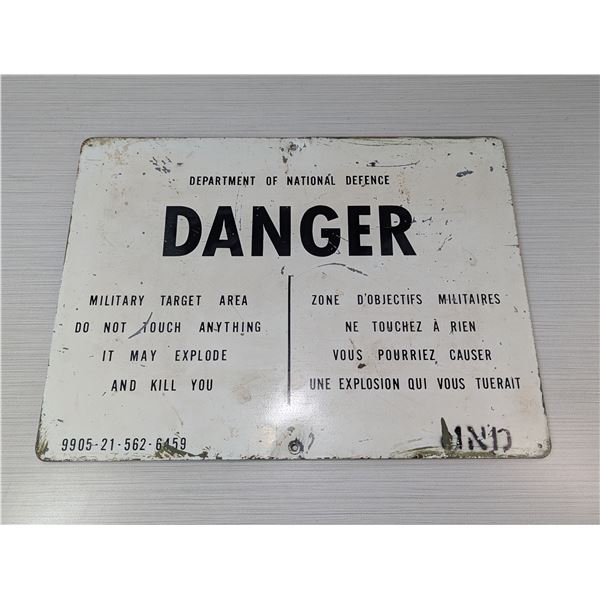 DEPARTMENT OF NATIONAL DEFENCE
DANGER
MILITARY TARGET AREA
DO NOT TOUCH ANYTHING
IT MAY EXPLODE
AND KILL YOU
ZONE D'OBJECTIFS MILITAIRES
NE TOUCHEZ À RIEN
VOUS POURRIEZ CAUSER
UNE EXPLOSION QUI VOUS TUERAIT
9905-21-562-6459